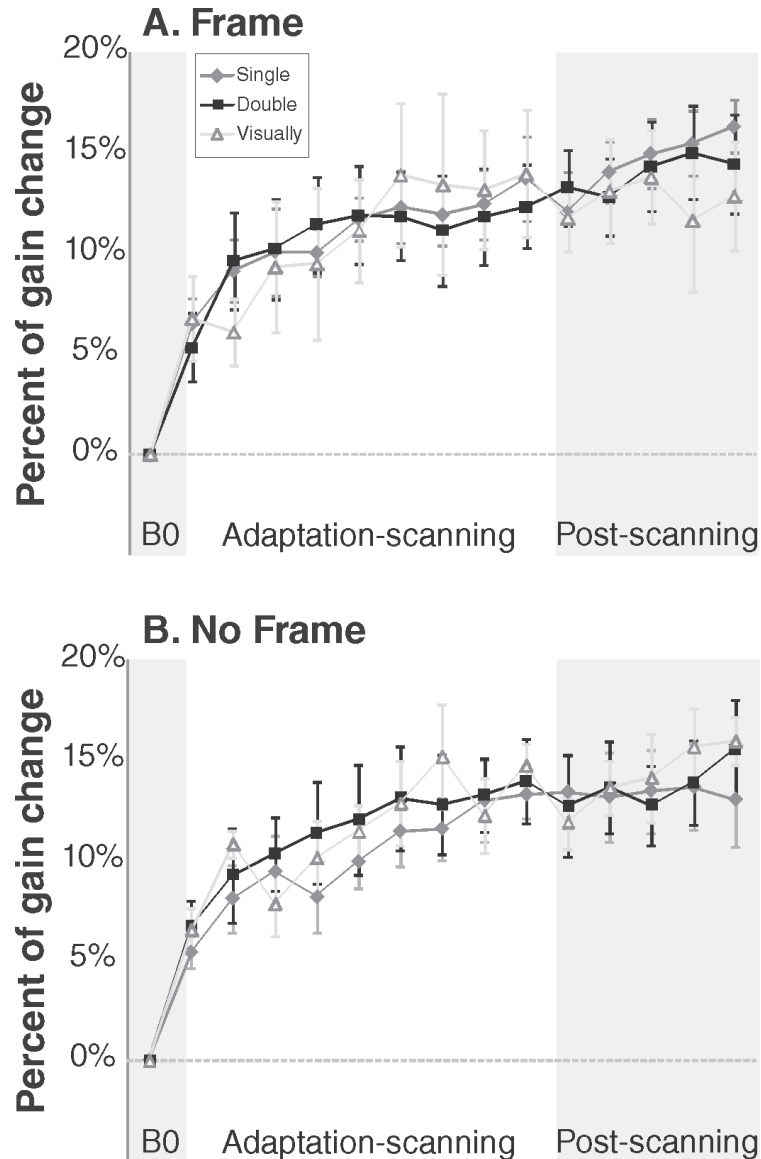 A. Frame
20%
Single
Double
Visually
15%
10%
5%
0%
Percent of gain change
B0 Adaptation-scanning Post-scanning
B. No Frame
20%
15%
10%
5%
0%
Percent of gain change
B0 Adaptation-scanning Post-scanning